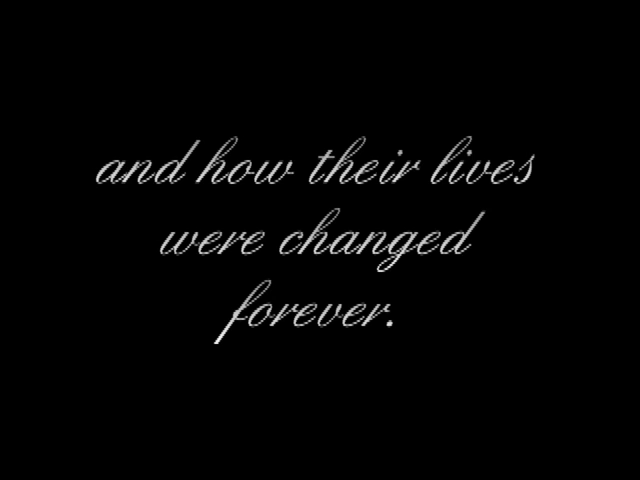 and how their lives
were changed
forever.